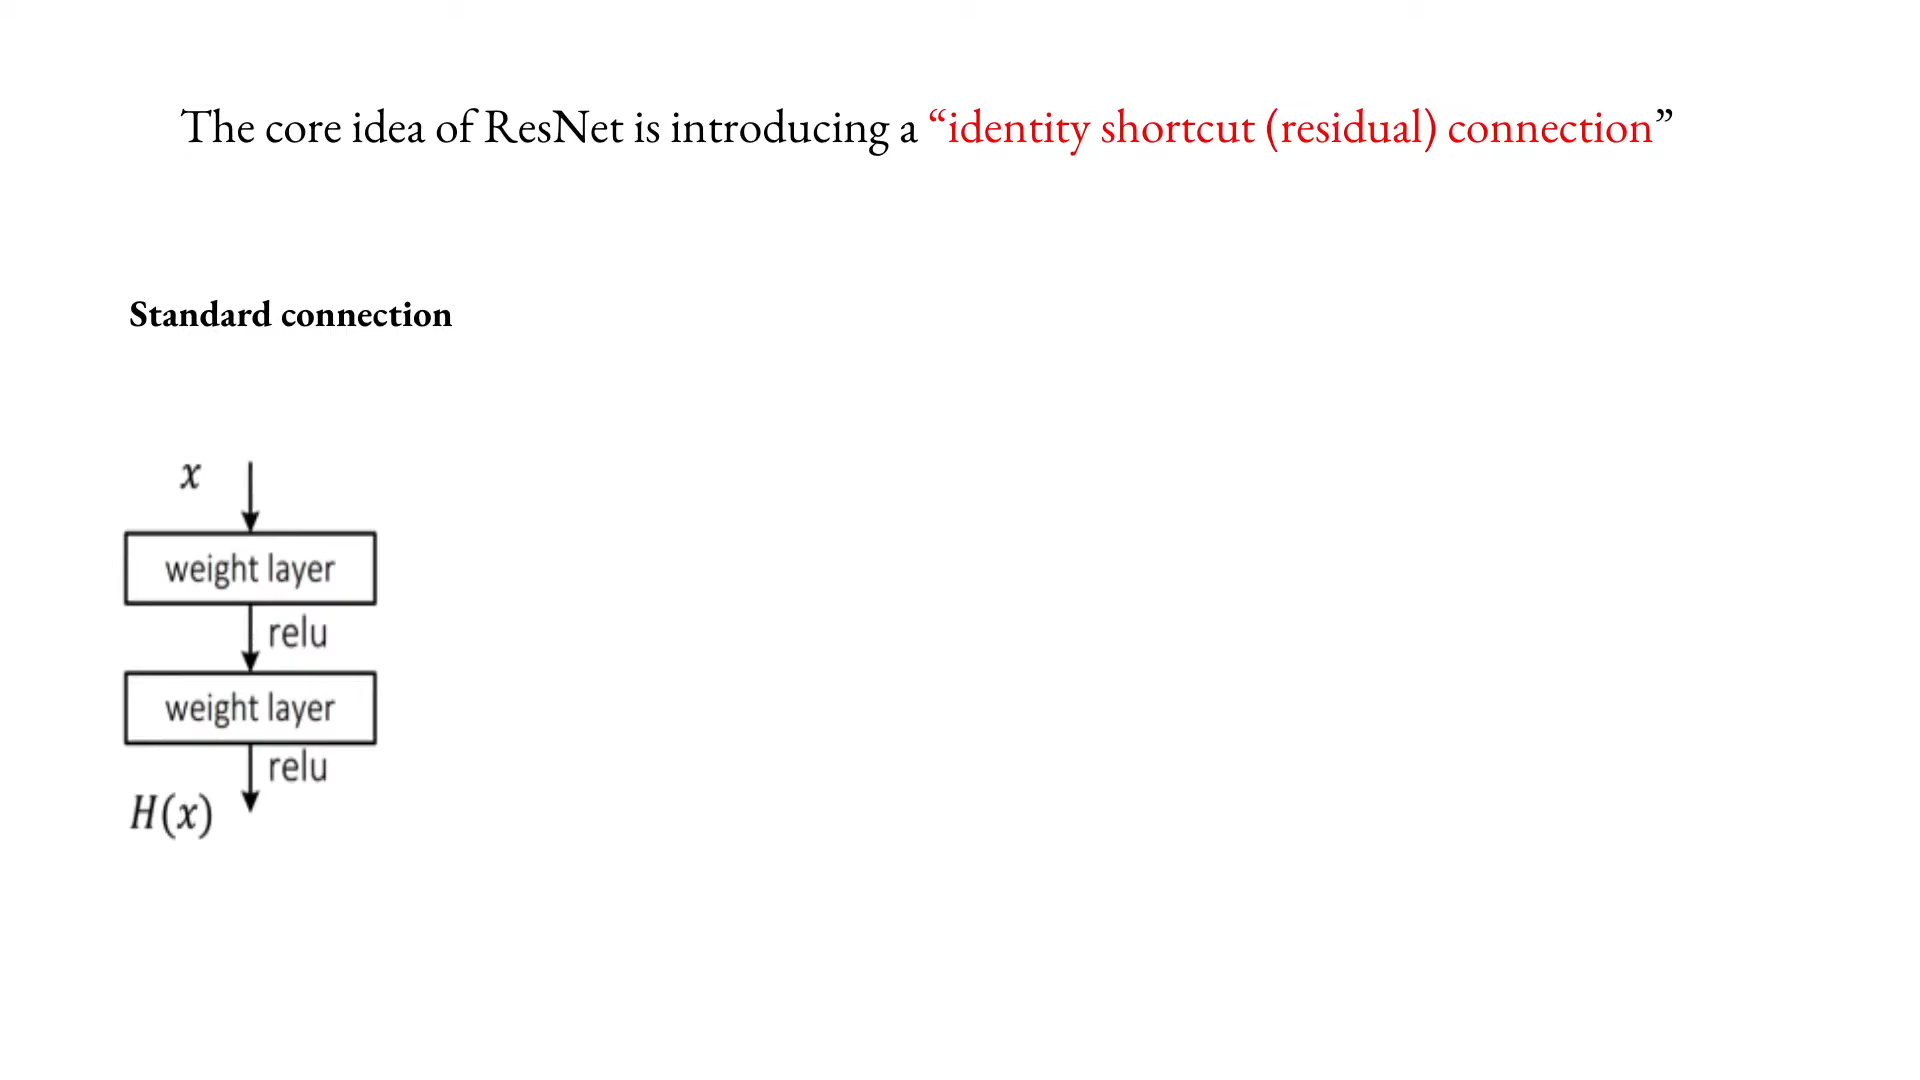 The core idea of ResNet is introducing a “identity shortcut (residual) connection”
Standard connection
x
weight layer
relu
weight layer
relu
H(x)